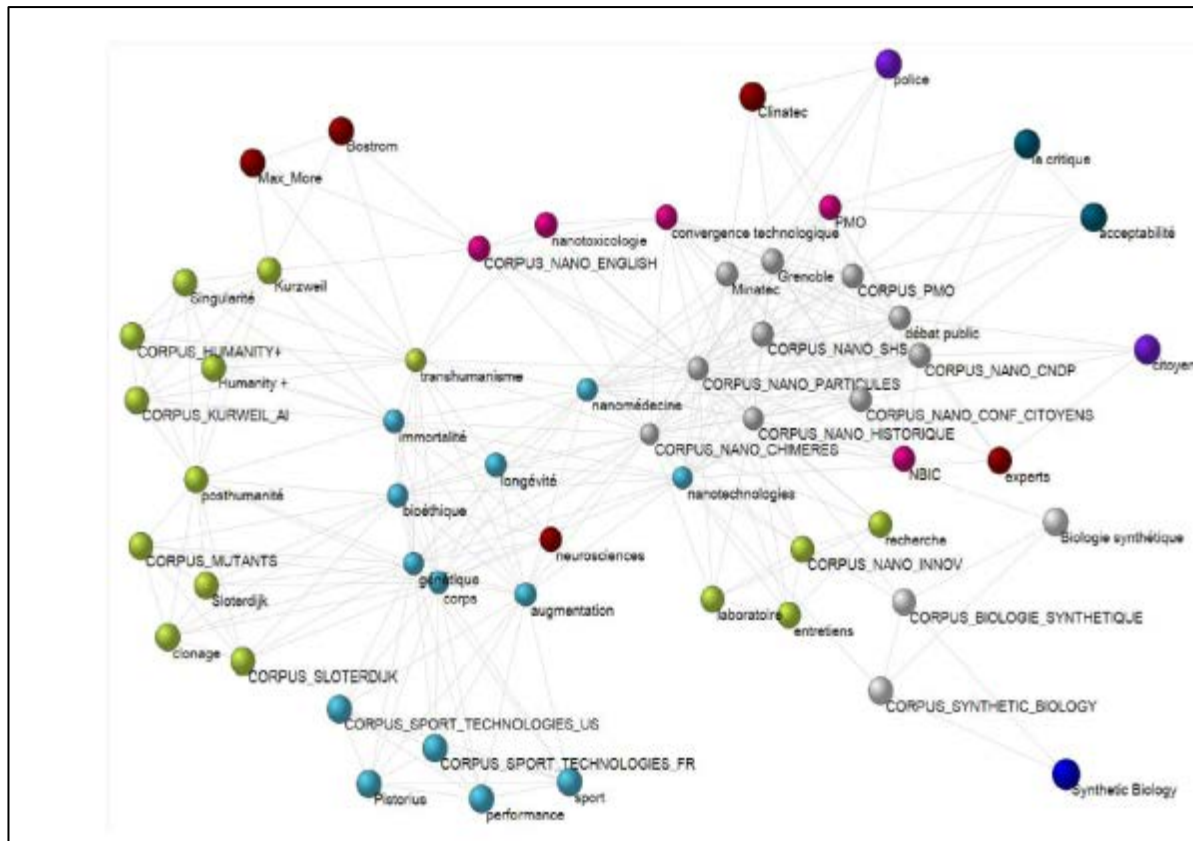 police
Clinatec
Bostrom
la critique
Max_More
PMO
acceptabilité
nanotoxicologie
convergence technologique
CORPUS_NANO_ENGLISH
Grenoble
Minatec
CORPUS_PMO
Kurzweil
Singularité
débat public
CORPUS_HUMANITY+
CORPUS_NANO_SHS
citoyen
Humanity +
transhumanisme
CORPUS_NANO_CNDP
CORPUS_NANO_PARTICULES
nanomédecine
CORPUS_KURWEIL_AI
CORPUS_NANO_CONF_CITOYENS
immortalité
CORPUS_NANO_HISTORIQUE
CORPUS_NANO_CHIMERES
NBIC
experts
longévité
posthumanité
nanotechnologies
bioéthique
Biologie synthétique
recherche
neurosciences
CORPUS_MUTANTS
CORPUS_NANO_INNOV
génétique
corps
Sloterdijk
augmentation
laboratoire
CORPUS_BIOLOGIE_SYNTHETIQUE
entretiens
clonage
CORPUS_SLOTERDIJK
CORPUS_SYNTHETIC_BIOLOGY
CORPUS_SPORT_TECHNOLOGIES_US
CORPUS_SPORT_TECHNOLOGIES_FR
Synthetic Biology
Pistorius
sport
performance